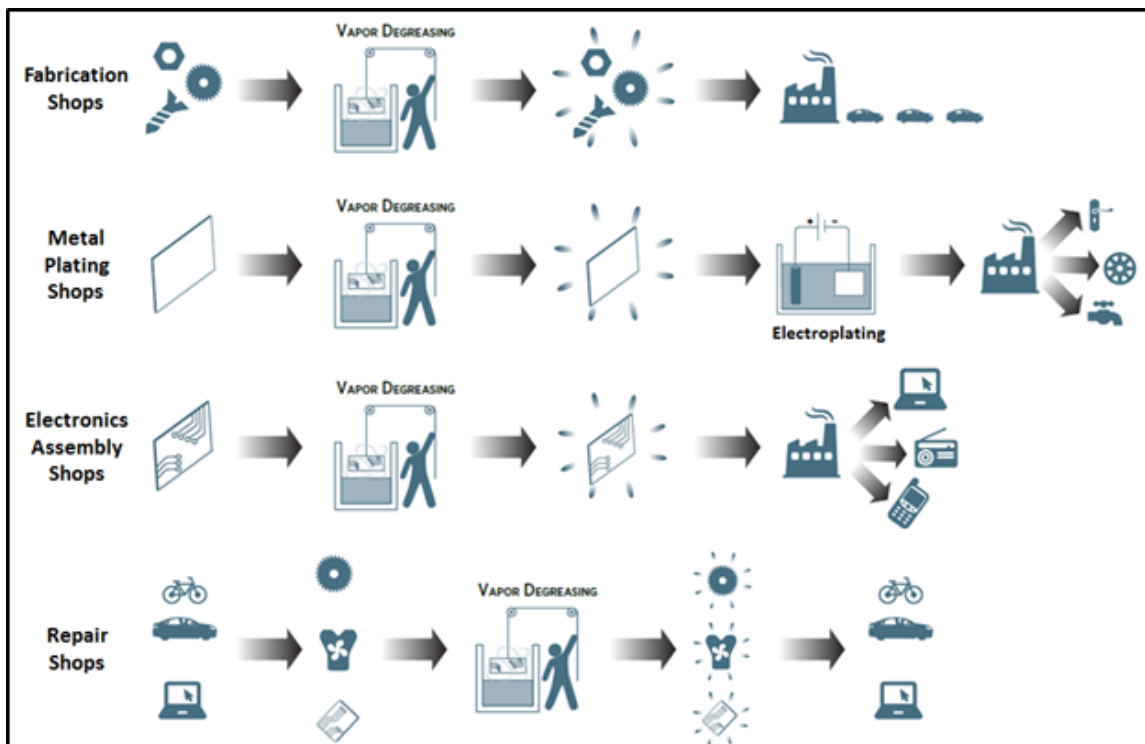 VAPOR DEGREASING
Fabrication
Shops
VAPOR DEGREASING
Metal
Plating
Shops
+ −
Electroplating
VAPOR DEGREASING
Electronics
Assembly
Shops
VAPOR DEGREASING
Repair
Shops